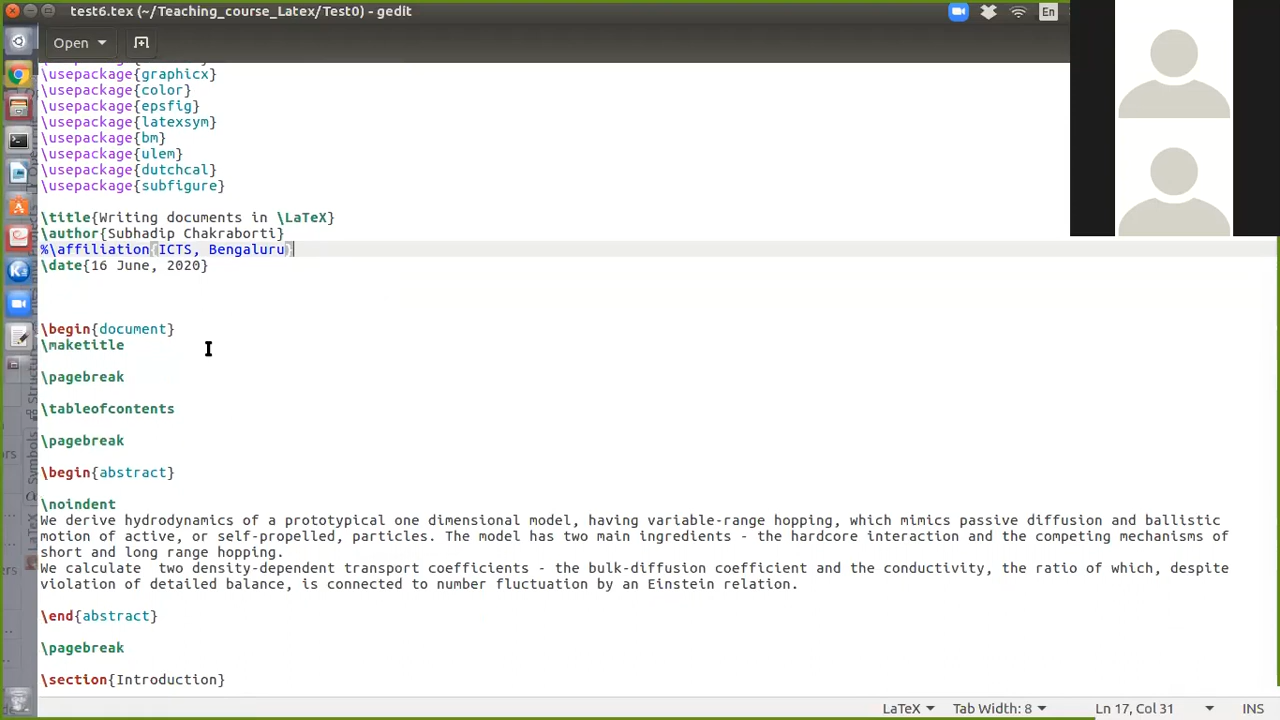 test6.tex (~/Teaching_course_Latex/Test0) - gedit
En
Open
\usepackage{graphicx}
\usepackage{color}
\usepackage{epsfig}
\usepackage{latexsym}
\usepackage{bm}
\usepackage{ulem}
\usepackage{dutchcal}
\usepackage{subfigure}
\title{Writing documents in \LaTeX}
\author{Subhadip Chakraborti}
%\affiliation{ICTS, Bengaluru}
\date{16 June, 2020}
\begin{document}
\maketitle
\pagebreak
\tableofcontents
\pagebreak
\begin{abstract}
\noindent
We derive hydrodynamics of a prototypical one dimensional model, having variable-range hopping, which mimics passive diffusion and ballistic
motion of active, or self-propelled, particles. The model has two main ingredients - the hardcore interaction and the competing mechanisms of
short and long range hopping.
We calculate  two density-dependent transport coefficients - the bulk-diffusion coefficient and the conductivity, the ratio of which, despite
violation of detailed balance, is connected to number fluctuation by an Einstein relation.
\end{abstract}
\pagebreak
\section{Introduction}
LaTeX
Tab Width: 8
Ln 17, Col 31
INS